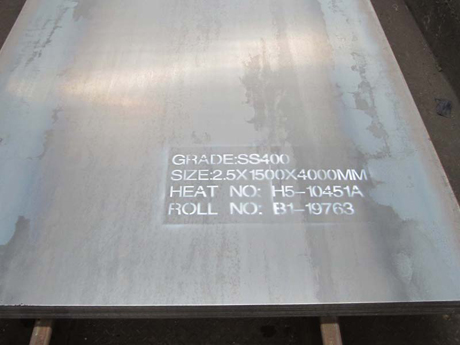 GRADE:SS400
SIZE:2.5X1500X4000MM
HEAT NO: H5-10451A
ROLL NO: B1-19763